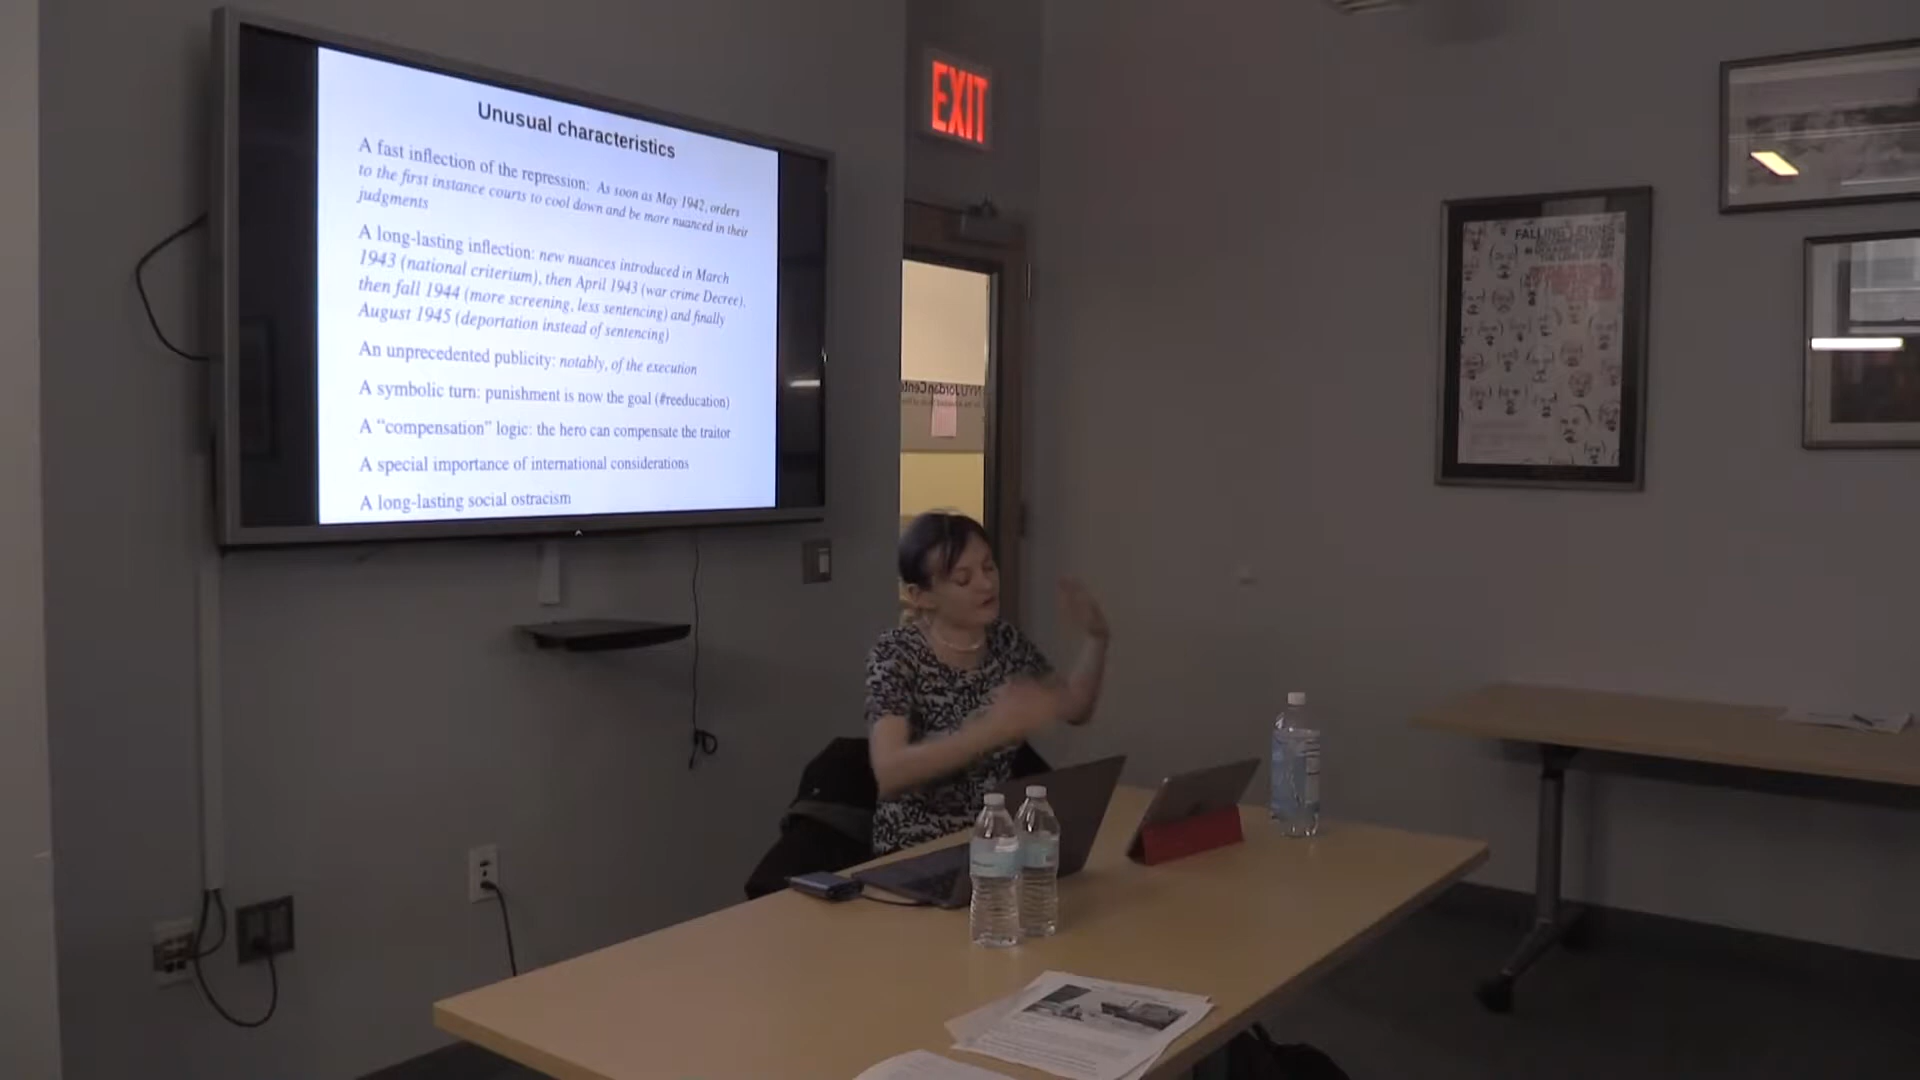 Unusual characteristics
A fast inflection of the repression: As soon as May 1942, orders
to the first instance courts to cool down and be more nuanced in their
judgments
A long-lasting inflection: new nuances introduced in March
1943 (national criterium), then April 1943 (war crime Decree),
then fall 1944 (more screening, less sentencing) and finally
August 1945 (deportation instead of sentencing)
An unprecedented publicity: notably, of the execution
A symbolic turn: punishment is now the goal (#reeducation)
A “compensation” logic: the hero can compensate the traitor
A special importance of international considerations
A long-lasting social ostracism
EXIT
NYU Jordan Cente
FALLING LENINS